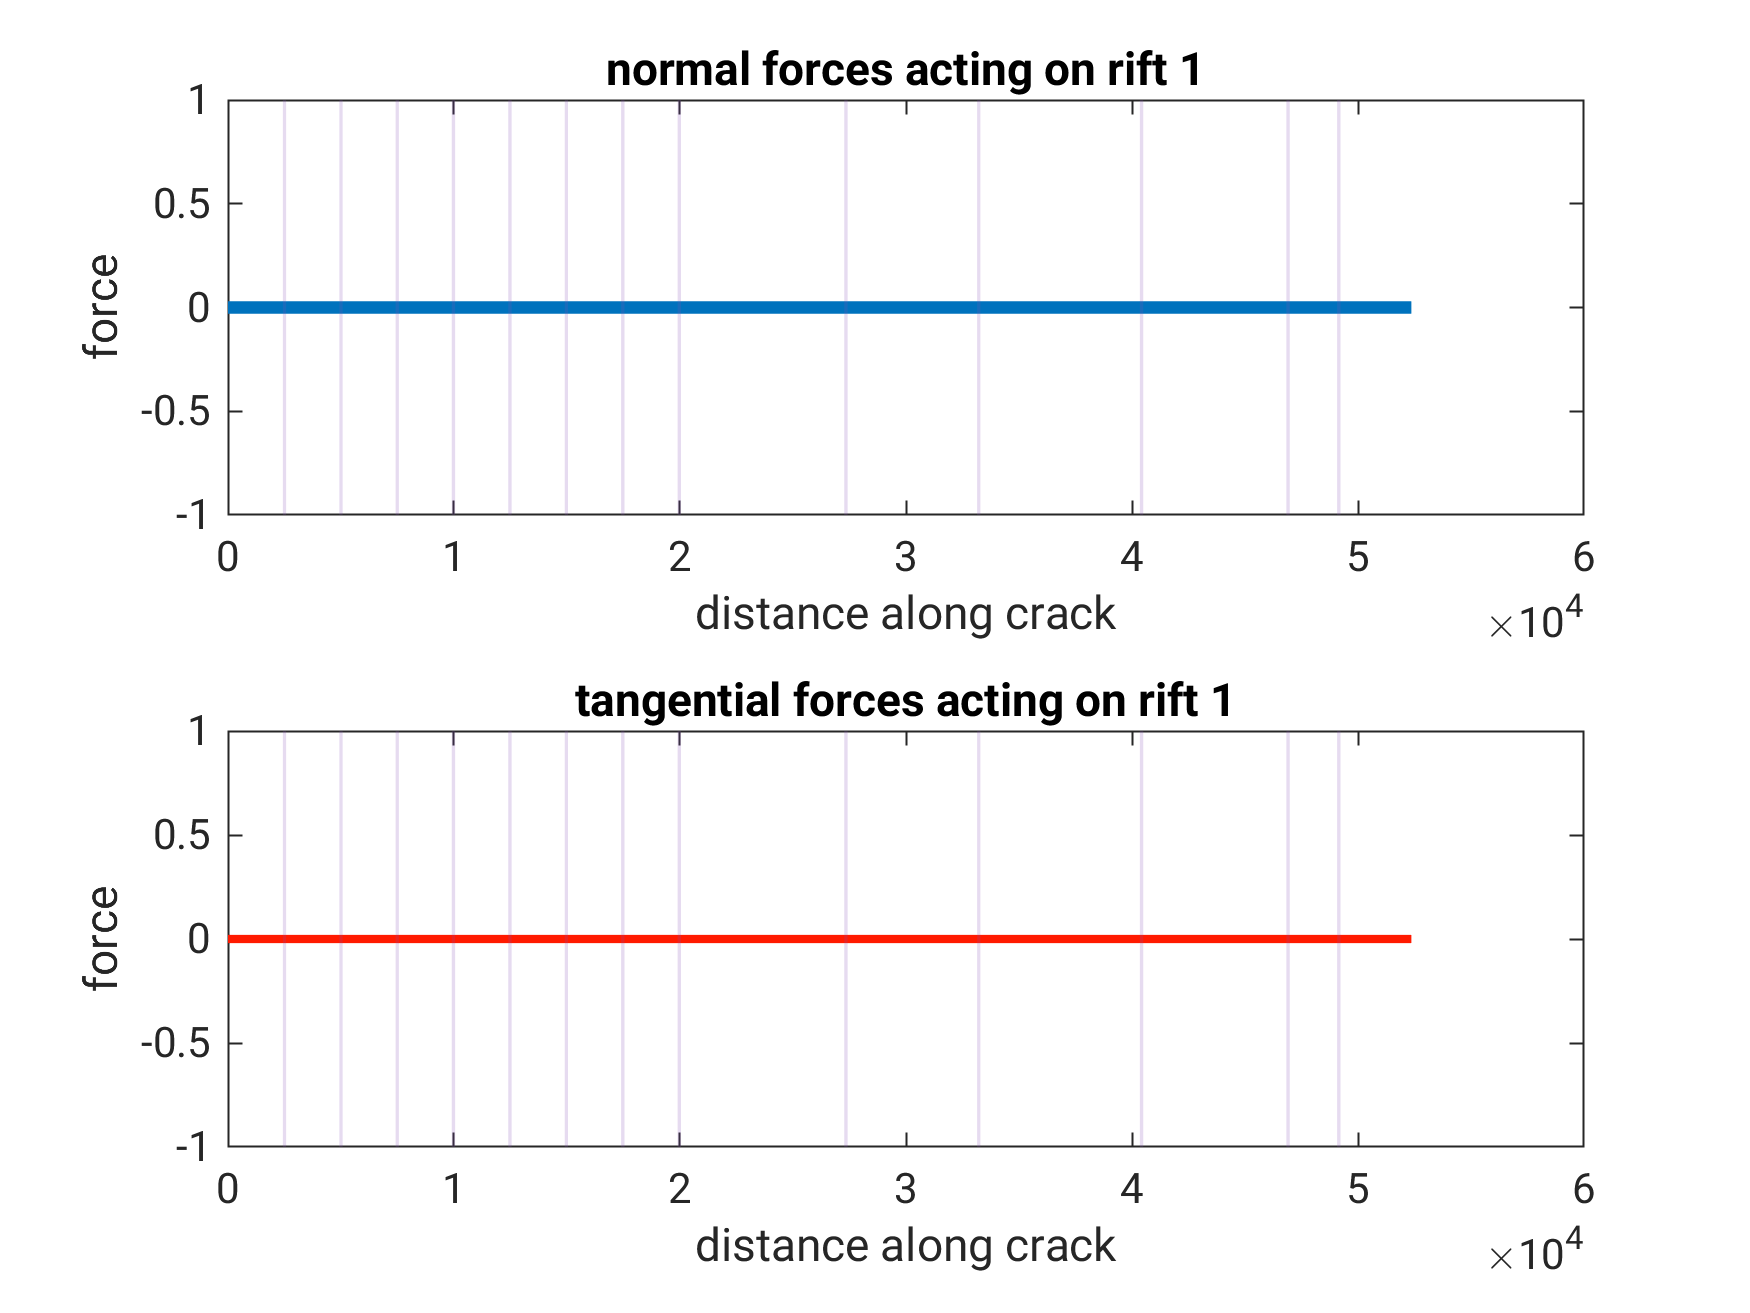 normal forces acting on rift 1
1
0.5
0
-0.5
-1
force
0 1 2 3 4 5 6
distance along crack
×10^4
tangential forces acting on rift 1
1
0.5
0
-0.5
-1
force
0 1 2 3 4 5 6
distance along crack
×10^4